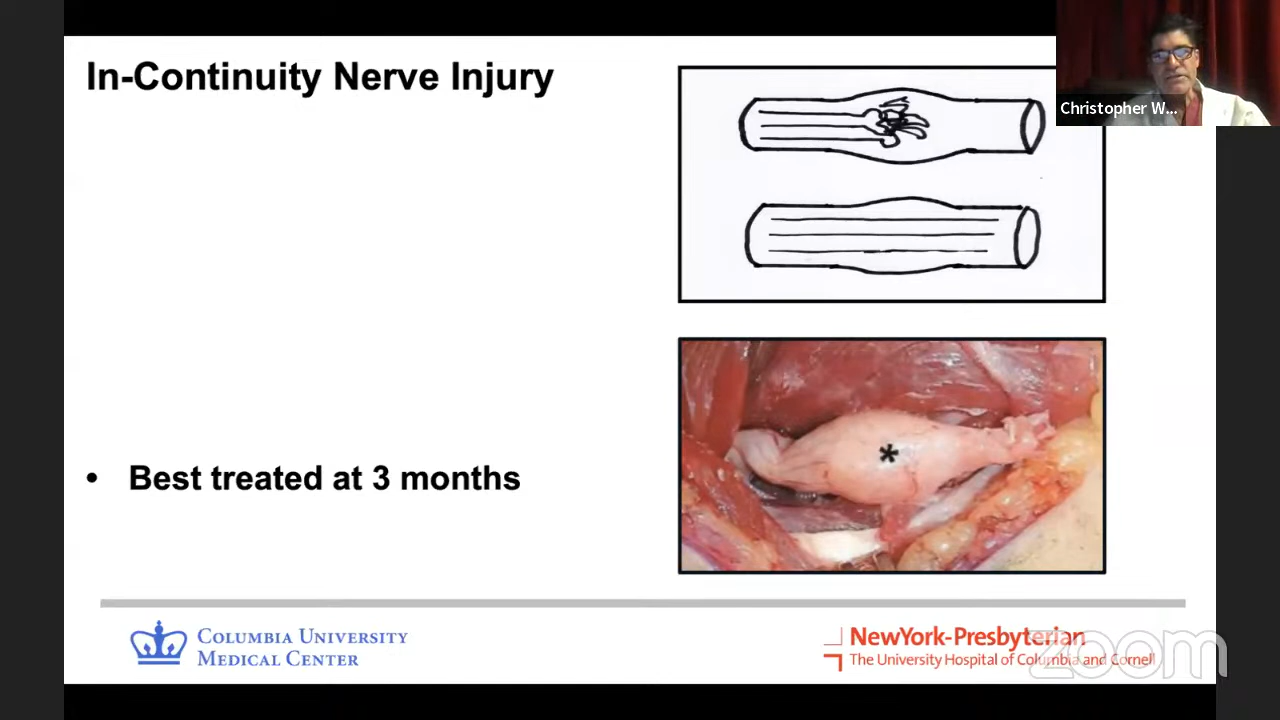 In-Continuity Nerve Injury
Christopher W...
*
• Best treated at 3 months
COLUMBIA UNIVERSITY
MEDICAL CENTER
NewYork-Presbyterian
The University Hospital of Columbia and Cornell
zoom